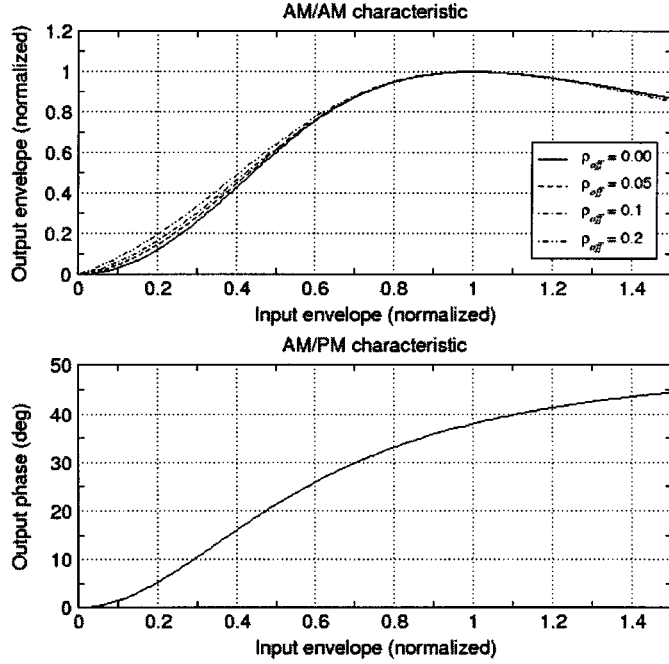 AM/AM characteristic
Output envelope (normalized)
1.2
1
0.8
0.6
0.4
0.2
0
ρeff = 0.00
ρeff = 0.05
ρeff = 0.1
ρeff = 0.2
0 0.2 0.4 0.6 0.8 1 1.2 1.4
Input envelope (normalized)
AM/PM characteristic
Output phase (deg)
50
40
30
20
10
0
0 0.2 0.4 0.6 0.8 1 1.2 1.4
Input envelope (normalized)